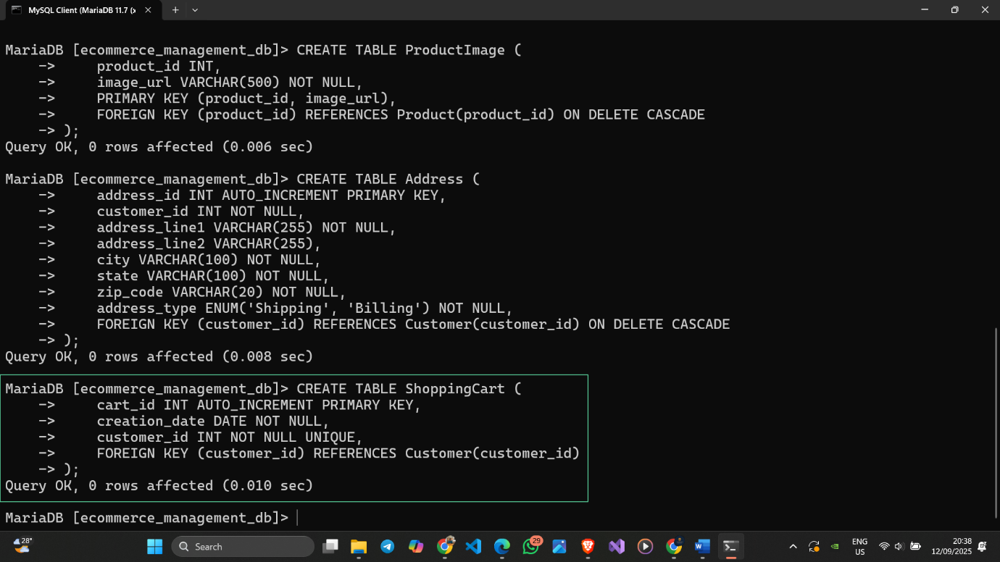 MySQL Client (MariaDB 11.7 (x
MariaDB [ecommerce_management_db]> CREATE TABLE ProductImage (
    ->     product_id INT,
    ->     image_url VARCHAR(500) NOT NULL,
    ->     PRIMARY KEY (product_id, image_url),
    ->     FOREIGN KEY (product_id) REFERENCES Product(product_id) ON DELETE CASCADE
    -> );
Query OK, 0 rows affected (0.006 sec)
MariaDB [ecommerce_management_db]> CREATE TABLE Address (
    ->     address_id INT AUTO_INCREMENT PRIMARY KEY,
    ->     customer_id INT NOT NULL,
    ->     address_line1 VARCHAR(255) NOT NULL,
    ->     address_line2 VARCHAR(255),
    ->     city VARCHAR(100) NOT NULL,
    ->     state VARCHAR(100) NOT NULL,
    ->     zip_code VARCHAR(20) NOT NULL,
    ->     address_type ENUM('Shipping', 'Billing') NOT NULL,
    ->     FOREIGN KEY (customer_id) REFERENCES Customer(customer_id) ON DELETE CASCADE
    -> );
Query OK, 0 rows affected (0.008 sec)
MariaDB [ecommerce_management_db]> CREATE TABLE ShoppingCart (
    ->     cart_id INT AUTO_INCREMENT PRIMARY KEY,
    ->     creation_date DATE NOT NULL,
    ->     customer_id INT NOT NULL UNIQUE,
    ->     FOREIGN KEY (customer_id) REFERENCES Customer(customer_id)
    -> );
Query OK, 0 rows affected (0.010 sec)
MariaDB [ecommerce_management_db]>
28°
Search
29
ENG
US
20:38
12/09/2025